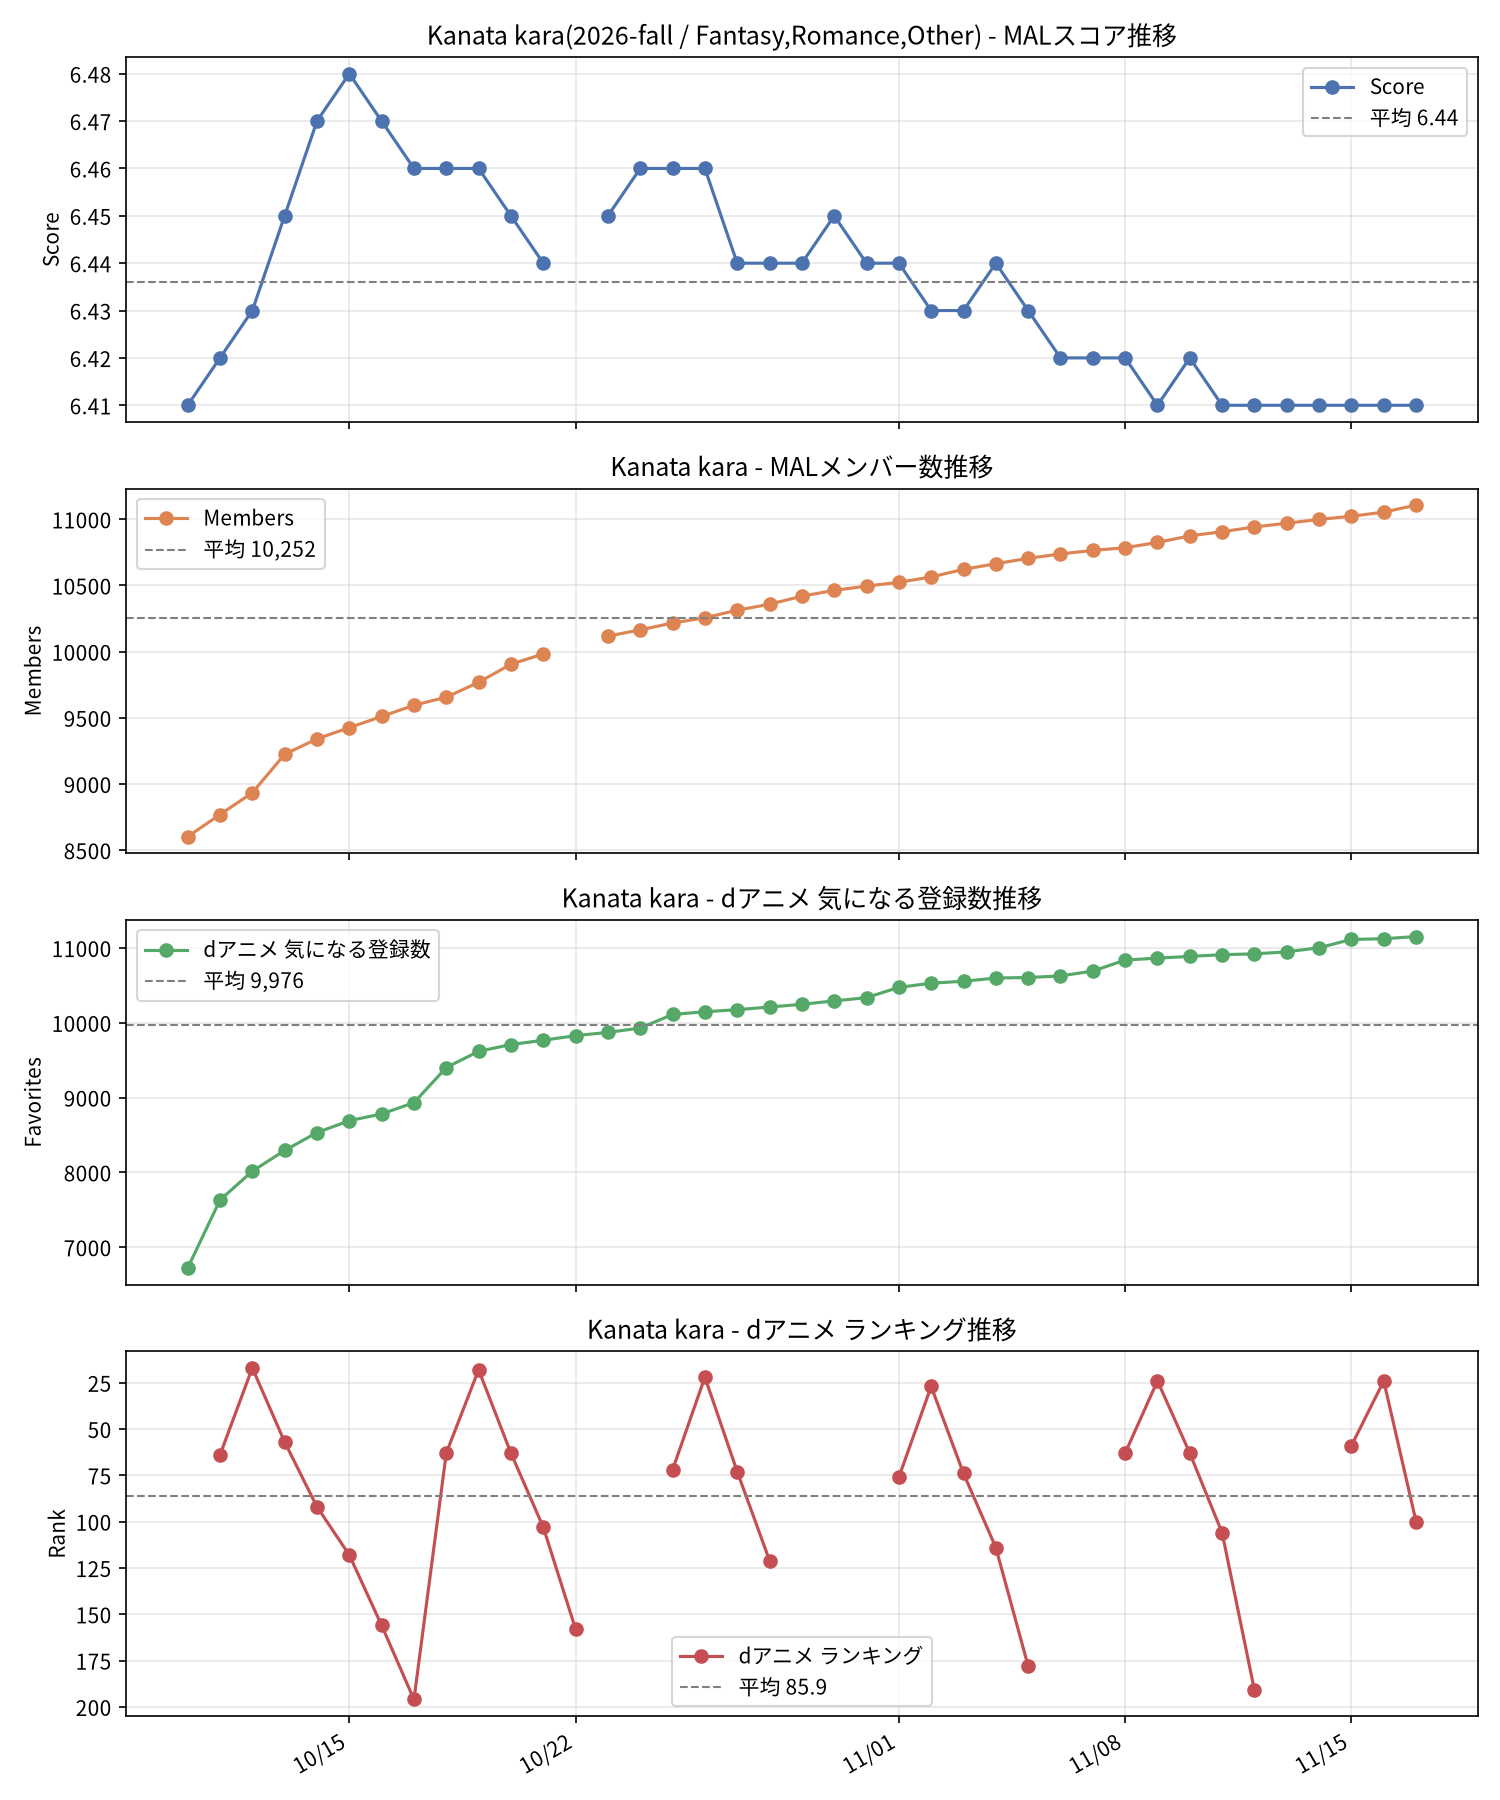 Kanata kara(2026-fall / Fantasy,Romance,Other) - MALスコア推移
Score
6.48
6.47
6.46
6.45
6.44
6.43
6.42
6.41
Score
平均 6.44
Kanata kara - MALメンバー数推移
Members
11000
10500
10000
9500
9000
8500
Members
平均 10,252
Kanata kara - dアニメ 気になる登録数推移
Favorites
11000
10000
9000
8000
7000
dアニメ 気になる登録数
平均 9,976
Kanata kara - dアニメ ランキング推移
Rank
25
50
75
100
125
150
175
200
dアニメ ランキング
平均 85.9
10/15
10/22
11/01
11/08
11/15